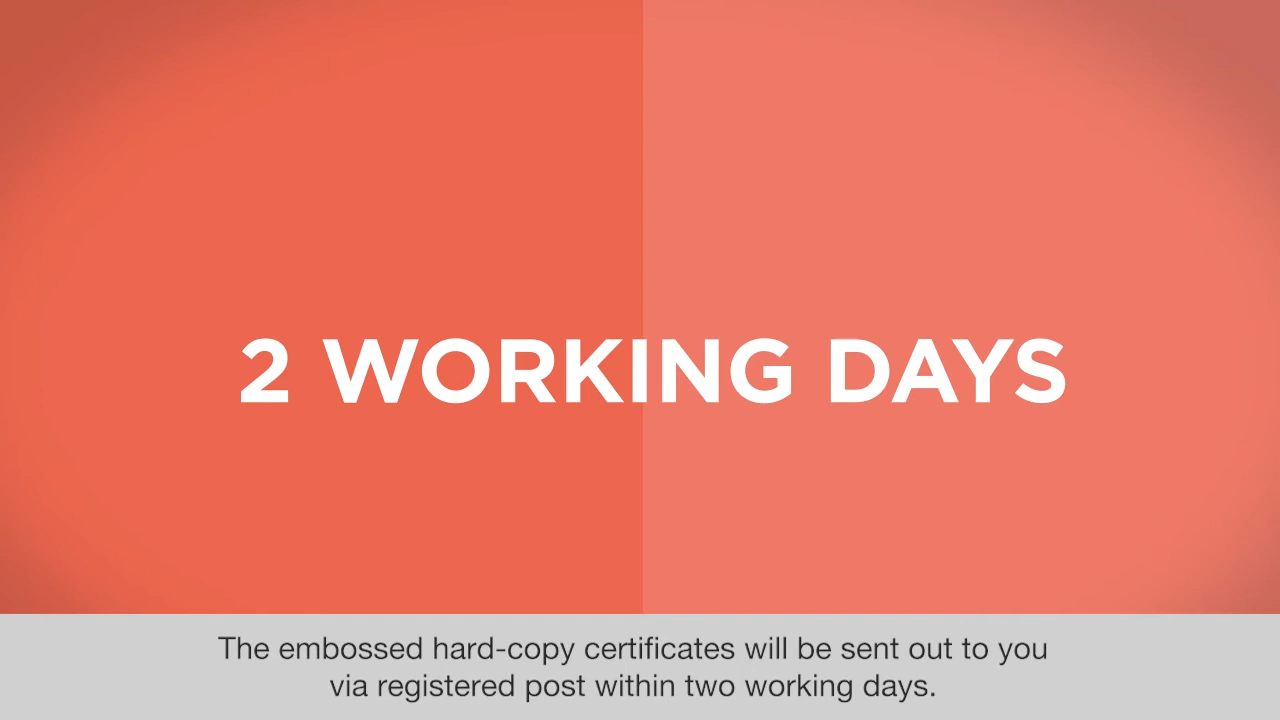 2 WORKING DAYS
The embossed hard-copy certificates will be sent out to you
via registered post within two working days.